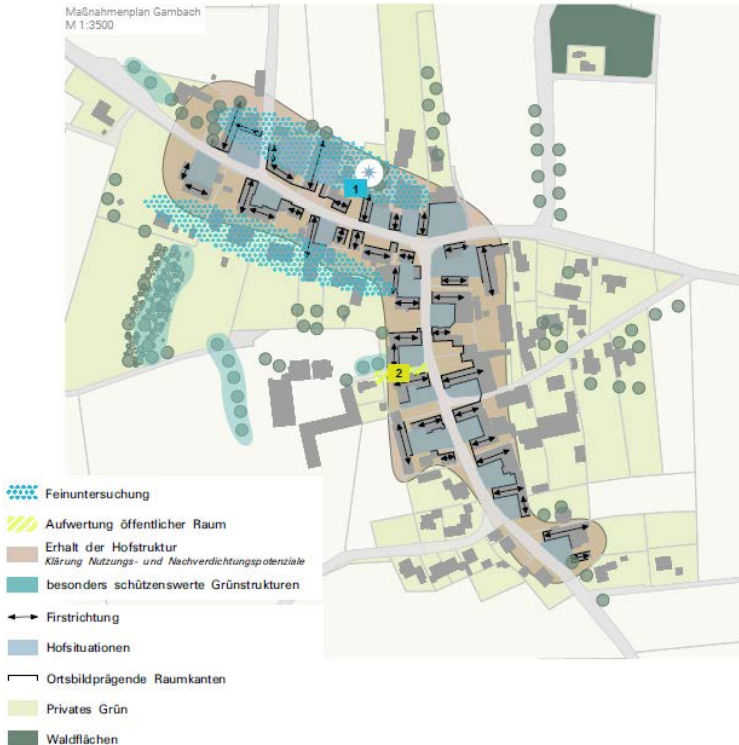 Maßnahmenplan Gambach
M 1:3500
1
2
Feinuntersuchung
Aufwertung öffentlicher Raum
Erhalt der Hofstruktur
Klärung Nutzungs- und Nachverdichtungspotenziale
besonders schützenswerte Grünstrukturen
Firstrichtung
Hofsituationen
Ortsbildprägende Raumkanten
Privates Grün
Waldflächen